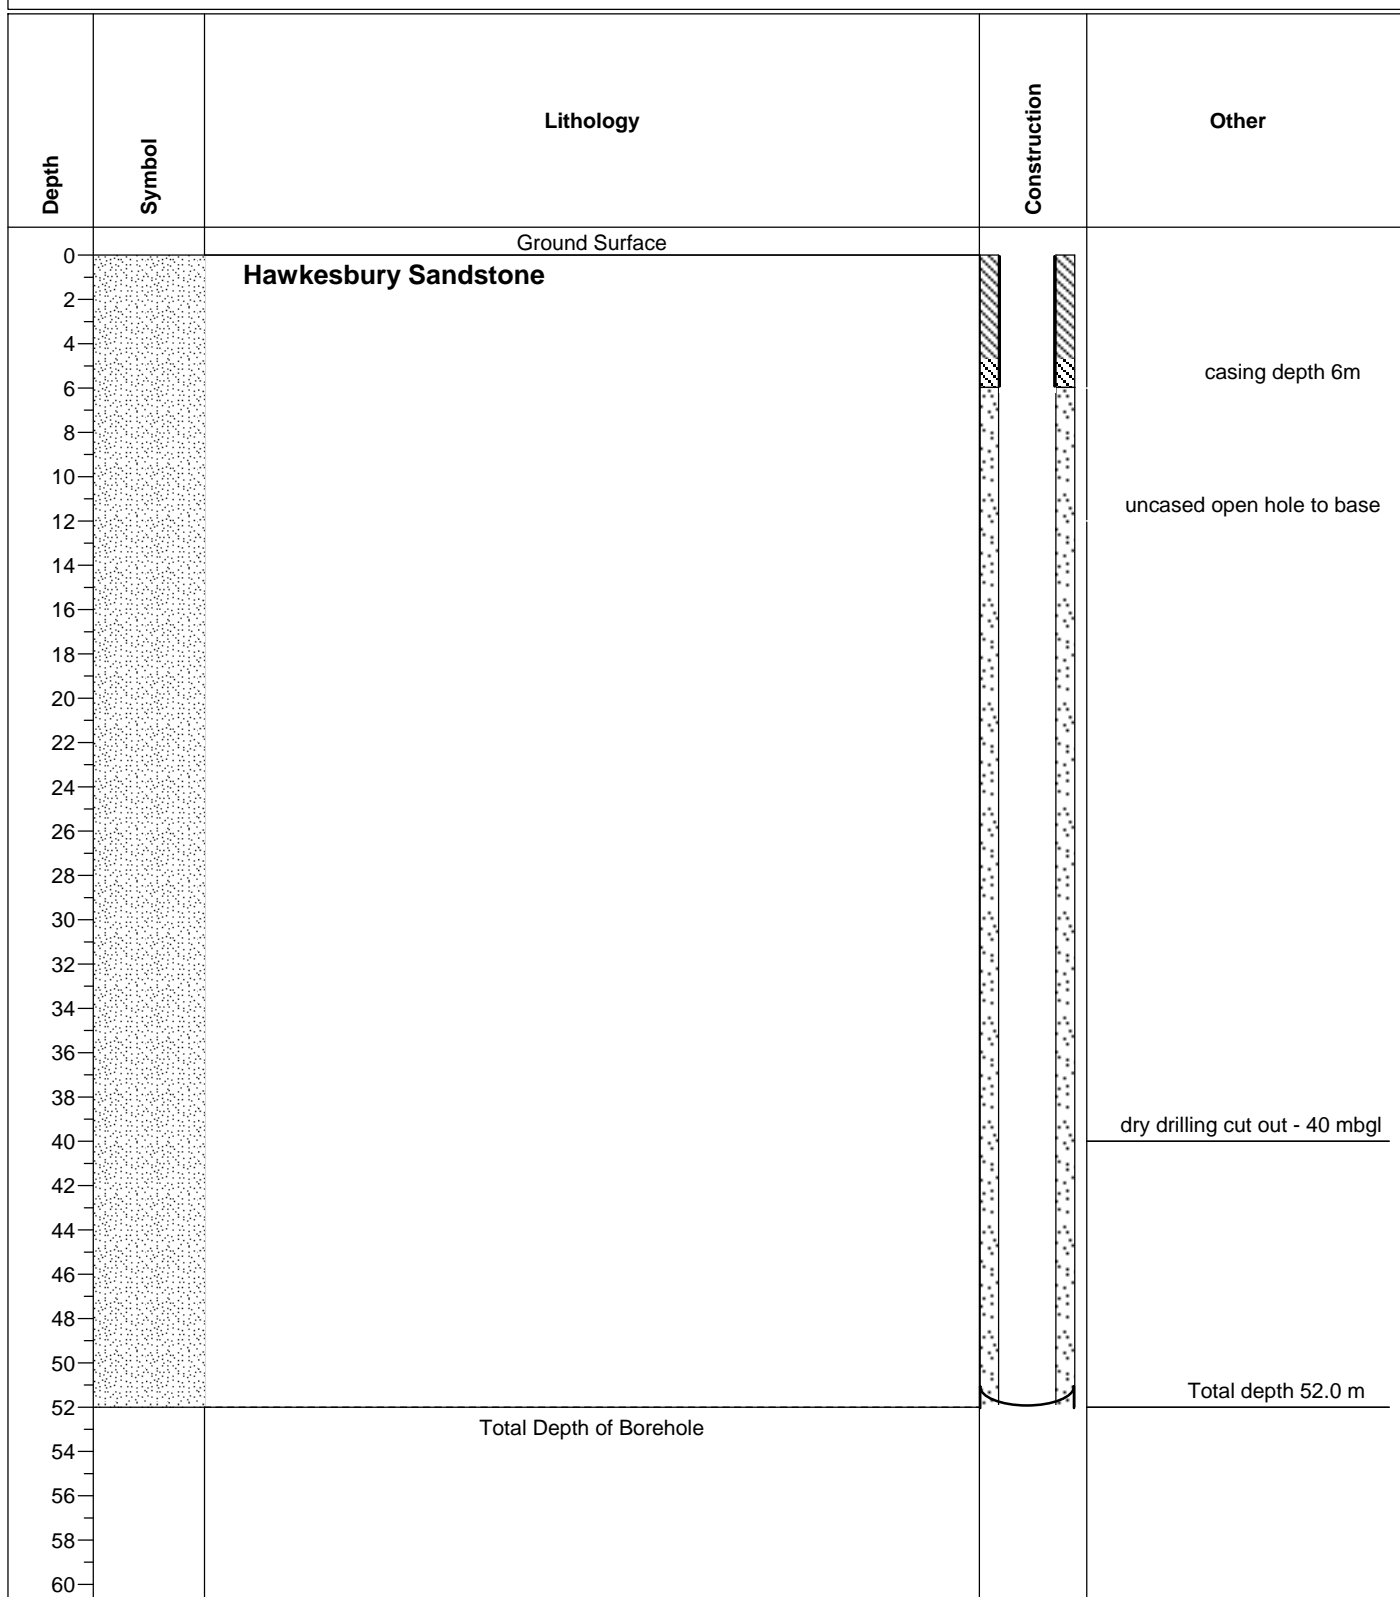 Depth
Symbol
Lithology
Construction
Other
Ground Surface
0
Hawkesbury Sandstone
2
4
casing depth 6m
6
8
10
uncased open hole to base
12
14
16
18
20
22
24
26
28
30
32
34
36
38
dry drilling cut out - 40 mbgl
40
42
44
46
48
50
Total depth 52.0 m
52
Total Depth of Borehole
54
56
58
60